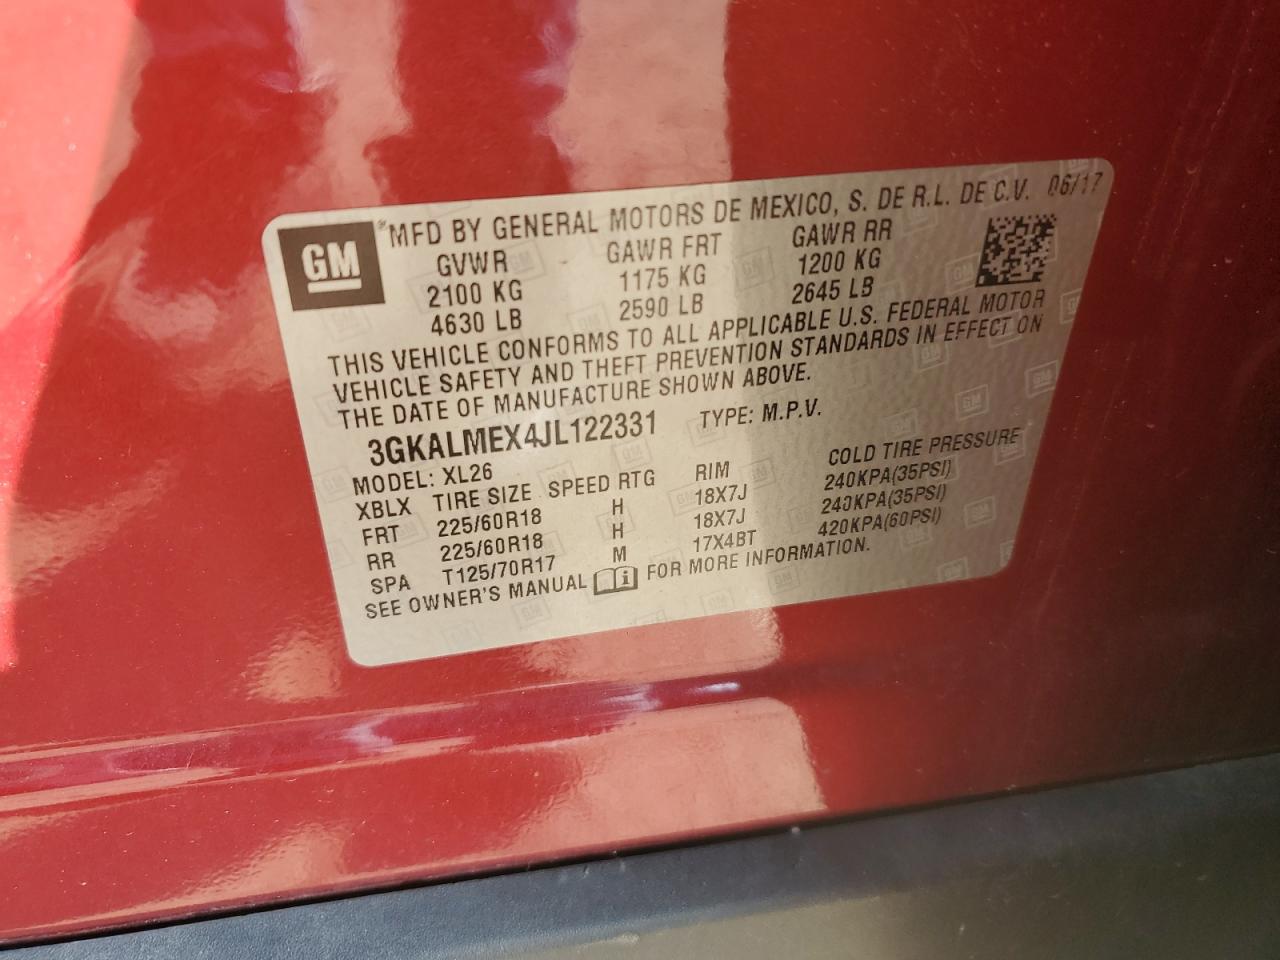 GM
MFD BY GENERAL MOTORS DE MEXICO, S. DE R.L. DE C.V. 06/17
GVWR GAWR FRT GAWR RR
2100 KG 1175 KG 1200 KG
4630 LB 2590 LB 2645 LB
THIS VEHICLE CONFORMS TO ALL APPLICABLE U.S. FEDERAL MOTOR
VEHICLE SAFETY AND THEFT PREVENTION STANDARDS IN EFFECT ON
THE DATE OF MANUFACTURE SHOWN ABOVE.
3GKALMEX4JL122331 TYPE: M.P.V.
MODEL: XL26
XBLX TIRE SIZE SPEED RTG RIM COLD TIRE PRESSURE
FRT 225/60R18 H 18X7J 240KPA(35PSI)
RR 225/60R18 H 18X7J 240KPA(35PSI)
SPA T125/70R17 M 17X4BT 420KPA(60PSI)
SEE OWNER'S MANUAL i FOR MORE INFORMATION.